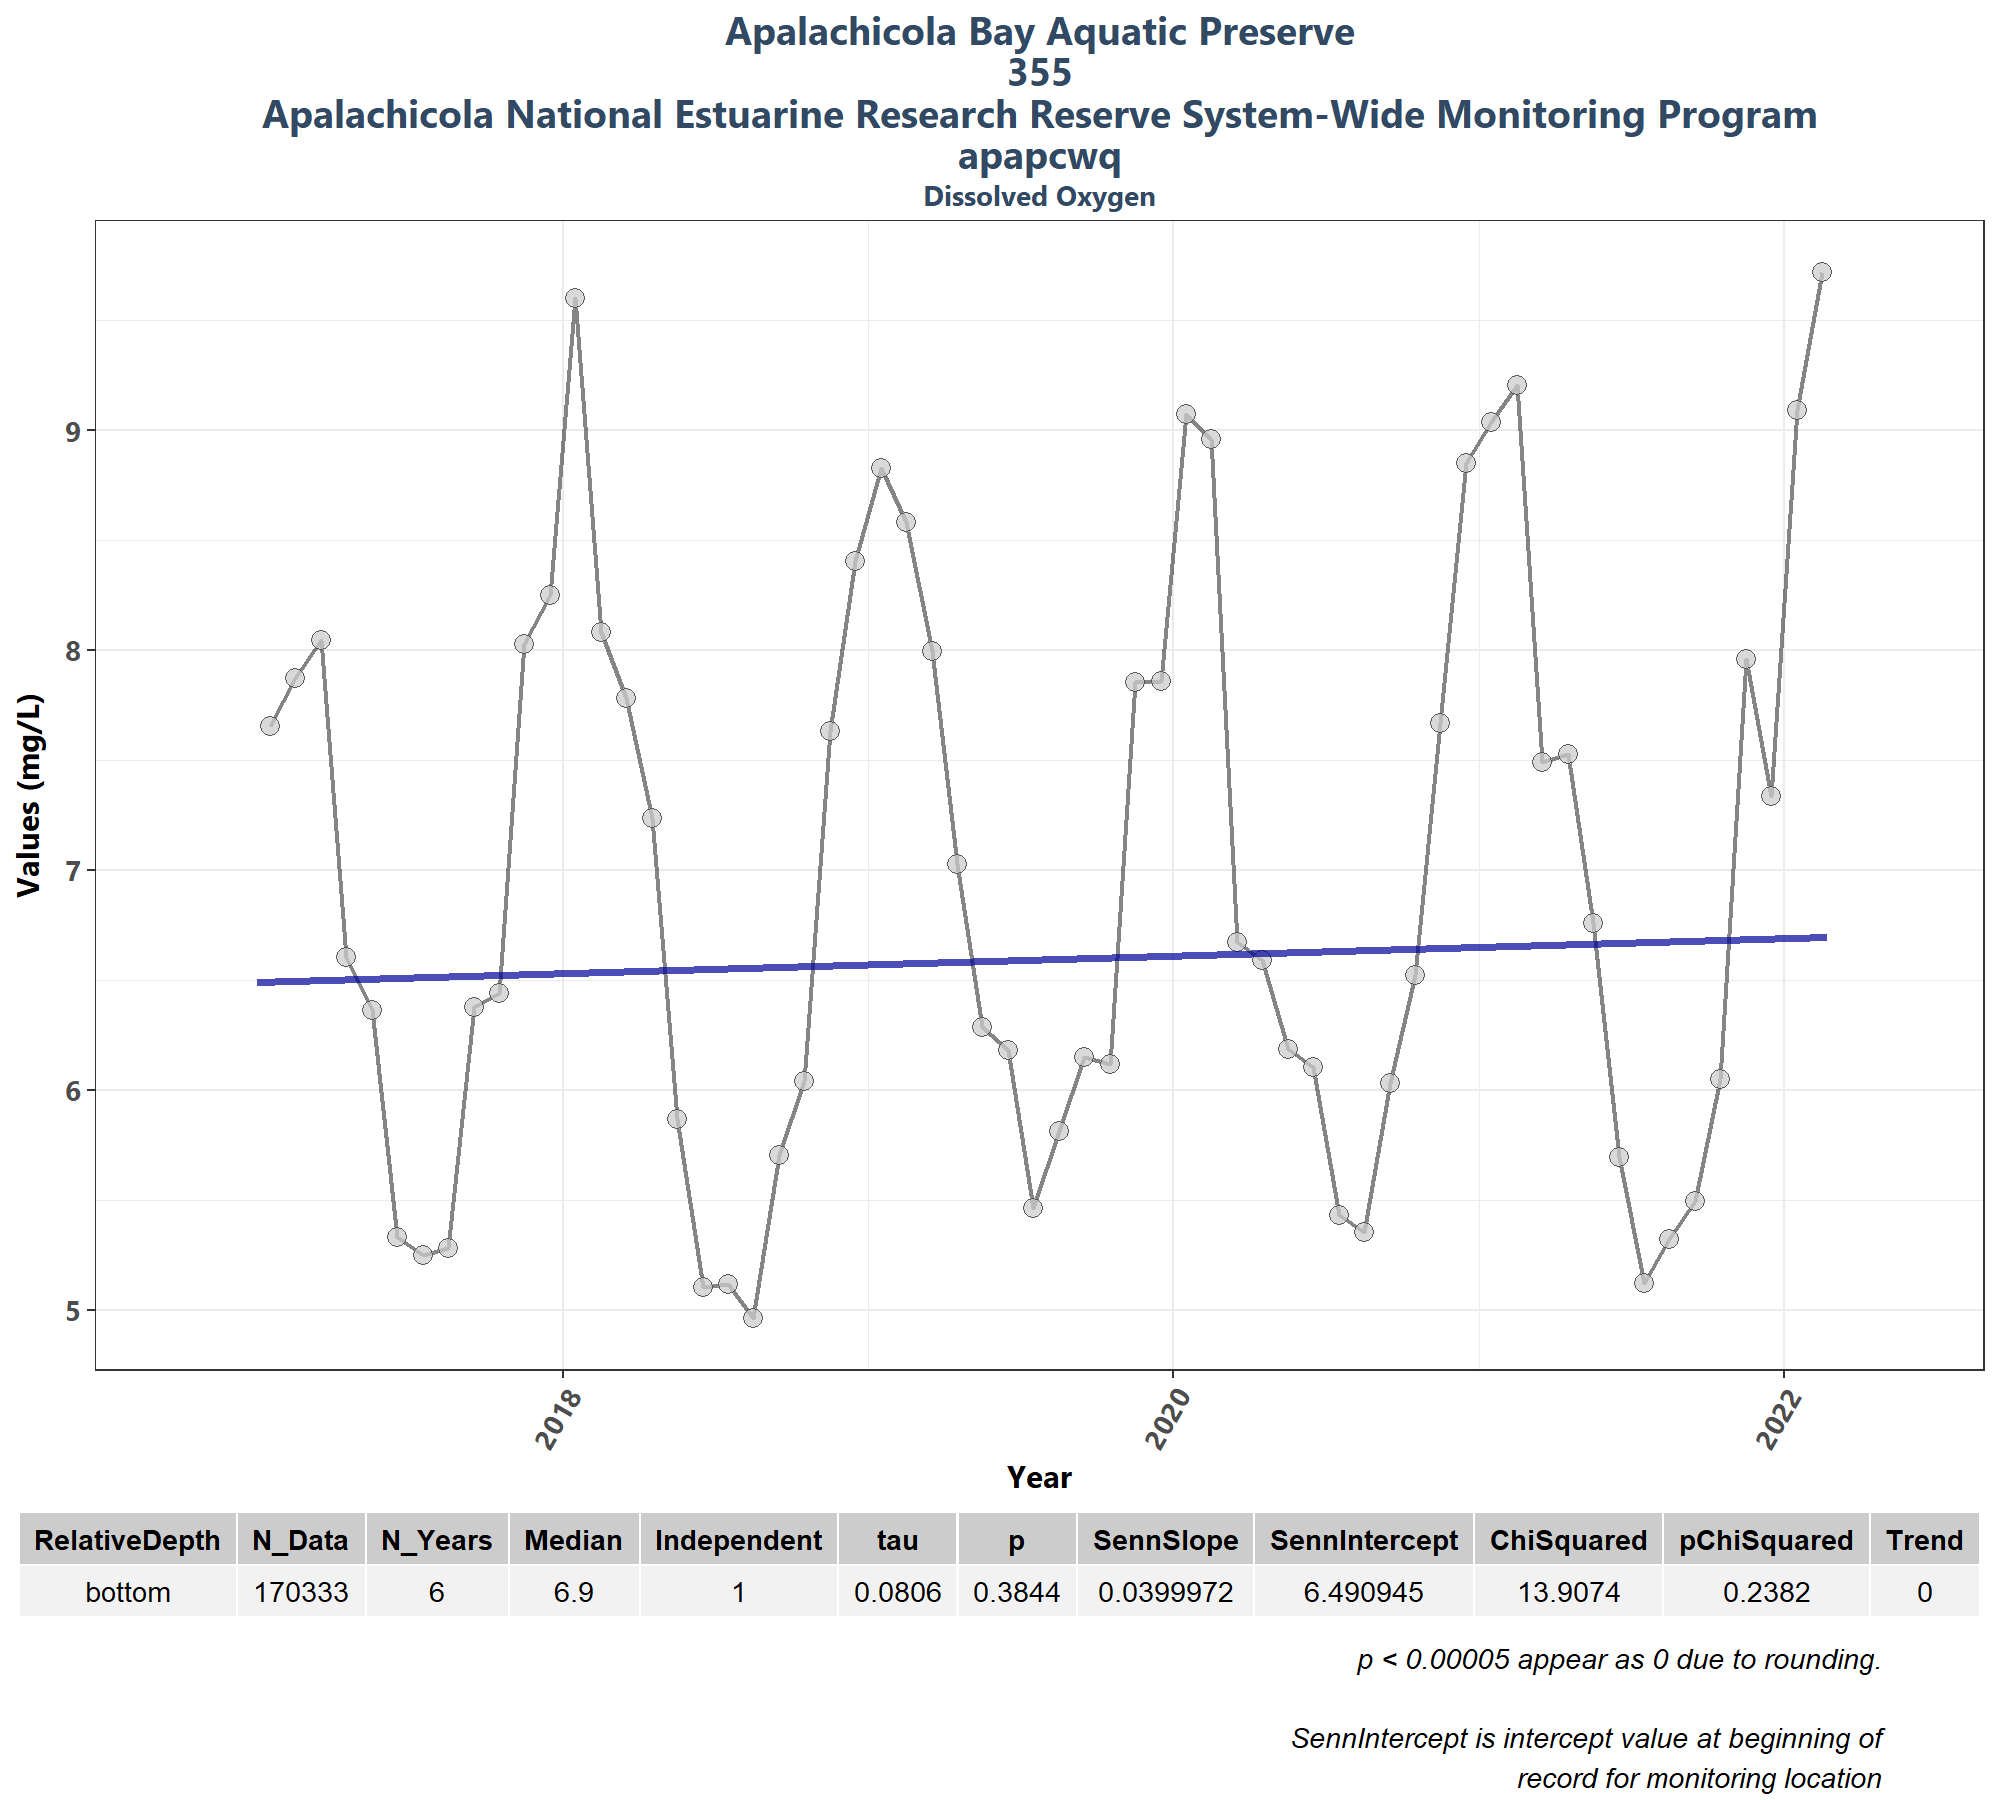 Apalachicola Bay Aquatic Preserve
355
Apalachicola National Estuarine Research Reserve System-Wide Monitoring Program
apapcwq
Dissolved Oxygen
Values (mg/L)
9
8
7
6
5
2018
2020
2022
Year
RelativeDepth N_Data N_Years Median Independent tau p SennSlope SennIntercept ChiSquared pChiSquared Trend
bottom 170333 6 6.9 1 0.0806 0.3844 0.0399972 6.490945 13.9074 0.2382 0
p < 0.00005 appear as 0 due to rounding.
SennIntercept is intercept value at beginning of
record for monitoring location